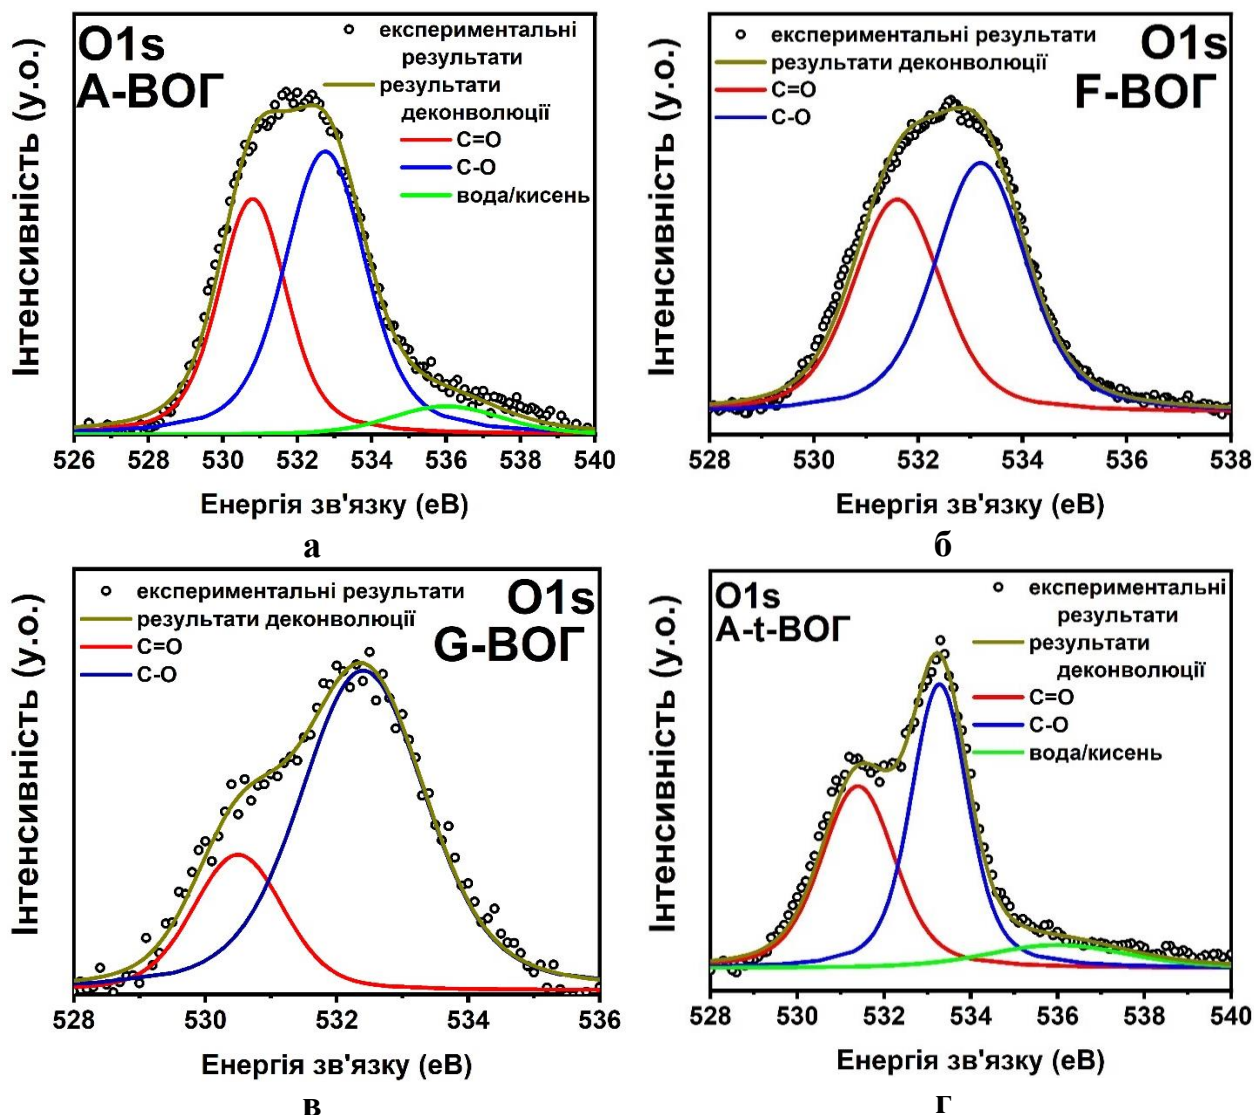 O1s
А-ВОГ
експериментальні
результати
результати
деконволюції
C=O
C-O
вода/кисень
Інтенсивність (у.о.)
526 528 530 532 534 536 538 540
Енергія зв'язку (еВ)
а
O1s
F-ВОГ
експериментальні результати
результати деконволюції
C=O
C-O
Інтенсивність (у.о.)
528 530 532 534 536 538
Енергія зв'язку (еВ)
б
O1s
G-ВОГ
експериментальні результати
результати деконволюції
C=O
C-O
Інтенсивність (у.о.)
528 530 532 534 536
Енергія зв'язку (еВ)
в
O1s
A-t-ВОГ
експериментальні
результати
результати
деконволюції
C=O
C-O
вода/кисень
Інтенсивність (у.о.)
528 530 532 534 536 538 540
Енергія зв'язку (еВ)
г